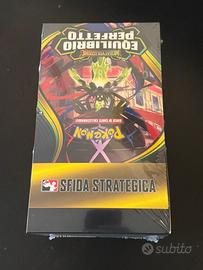 EQUILIBRIO
PERFETTO
POKÉMON
GIOCO DI CARTE COLLEZIONABILI
SFIDA STRATEGICA
subito